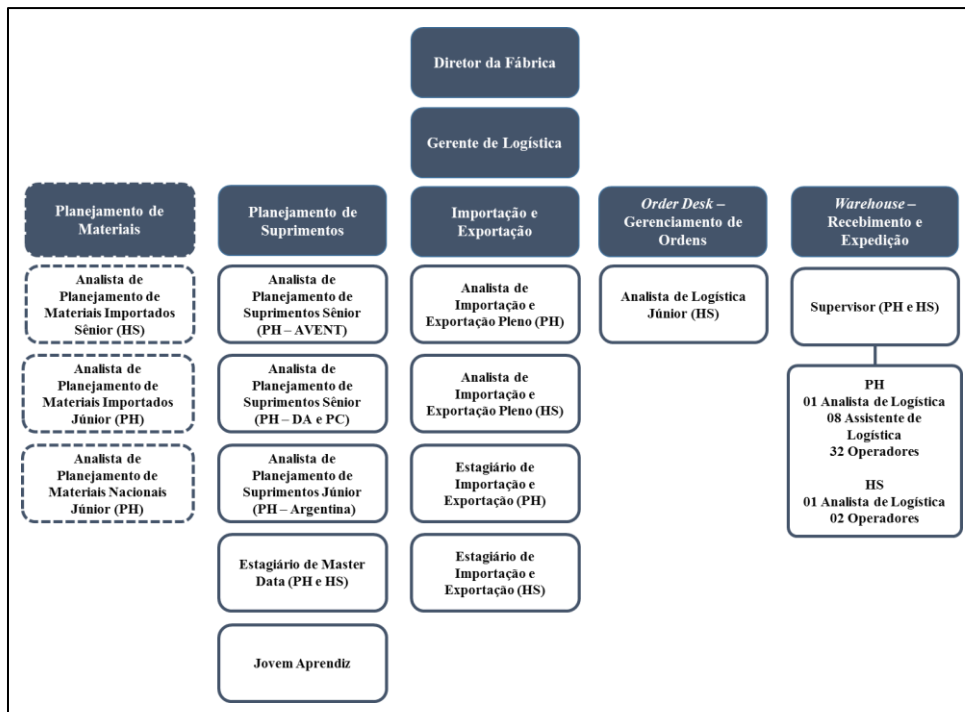 Diretor da Fábrica
Gerente de Logística
Planejamento de
Materiais
Analista de
Planejamento de
Materiais Importados
Sênior (HS)
Analista de
Planejamento de
Materiais Importados
Júnior (PH)
Analista de
Planejamento de
Materiais Nacionais
Júnior (PH)
Planejamento de
Suprimentos
Analista de
Planejamento de
Suprimentos Sênior
(PH – AVENT)
Analista de
Planejamento de
Suprimentos Sênior
(PH – DA e PC)
Analista de
Planejamento de
Suprimentos Júnior
(PH – Argentina)
Estagiário de Master
Data (PH e HS)
Jovem Aprendiz
Importação e
Exportação
Analista de
Importação e
Exportação Pleno (PH)
Analista de
Importação e
Exportação Pleno (HS)
Estagiário de
Importação e
Exportação (PH)
Estagiário de
Importação e
Exportação (HS)
Order Desk –
Gerenciamento de
Ordens
Analista de Logística
Júnior (HS)
Warehouse –
Recebimento e
Expedição
Supervisor (PH e HS)
PH
01 Analista de Logística
08 Assistente de
Logística
32 Operadores
HS
01 Analista de Logística
02 Operadores